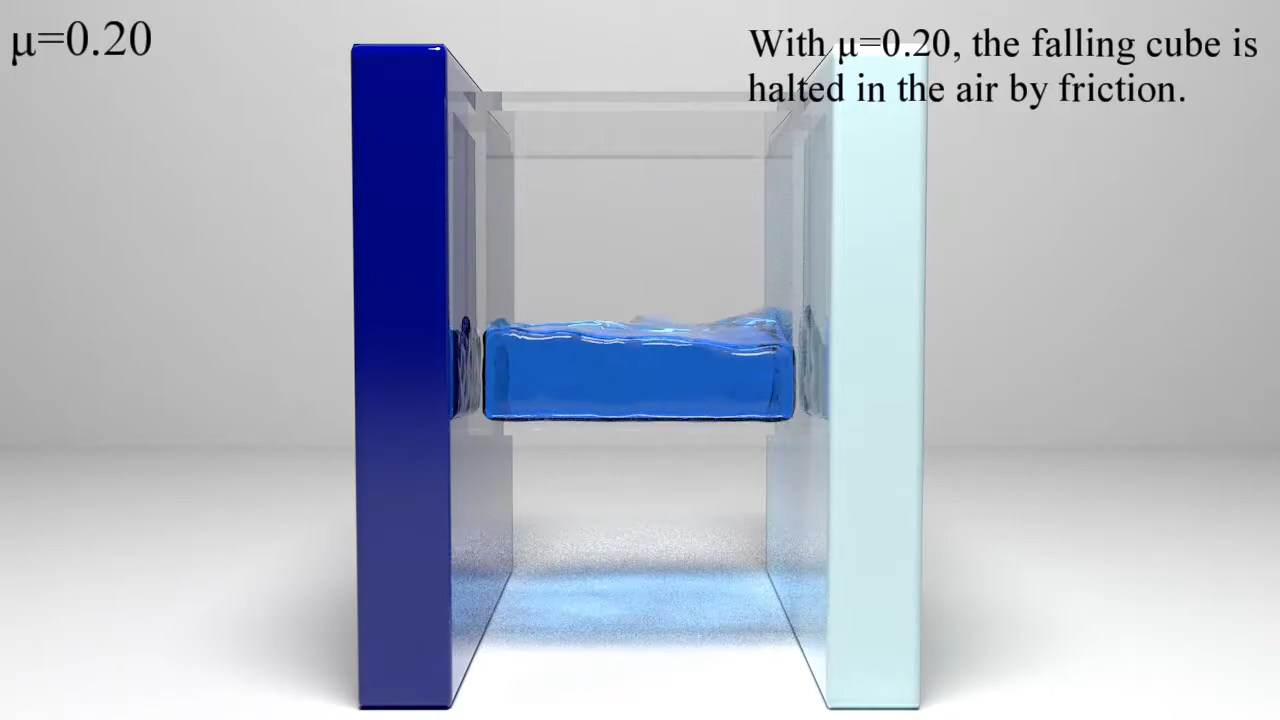 μ=0.20
With μ=0.20, the falling cube is
halted in the air by friction.